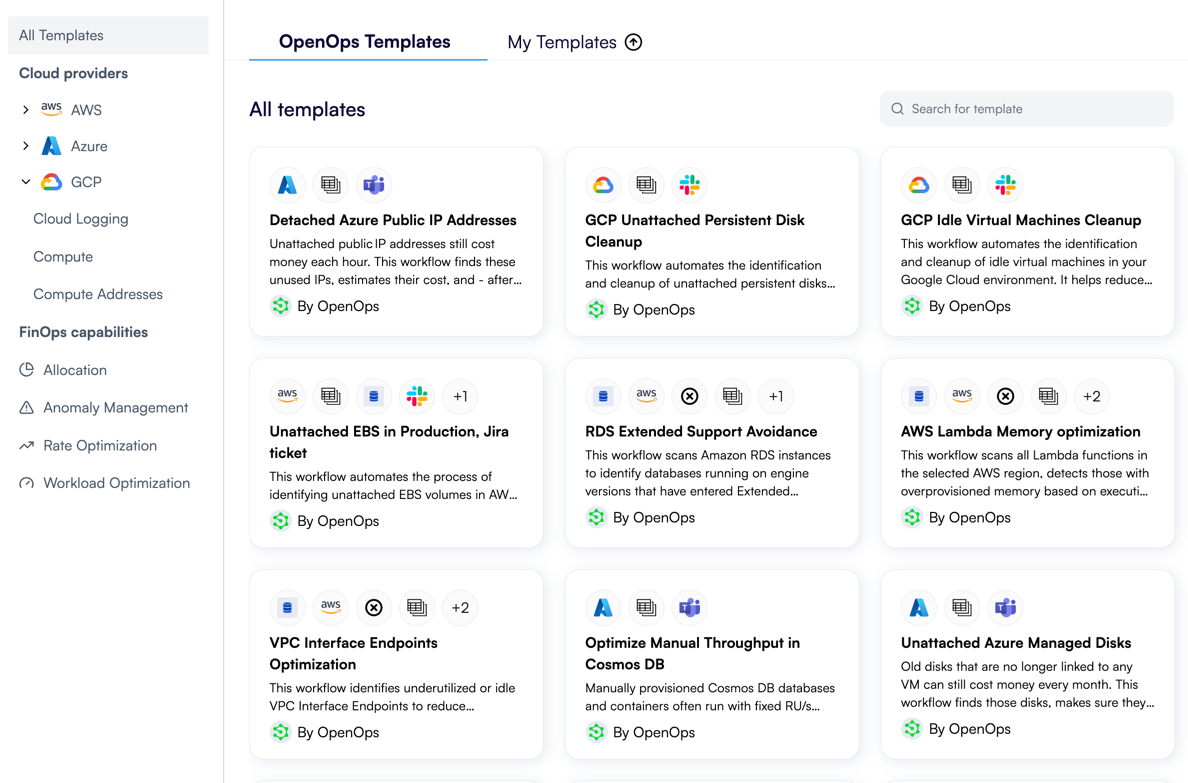 All Templates
Cloud providers
aws AWS
Azure
GCP
Cloud Logging
Compute
Compute Addresses
FinOps capabilities
Allocation
Anomaly Management
Rate Optimization
Workload Optimization
OpenOps Templates
My Templates
All templates
Search for template
Detached Azure Public IP Addresses
Unattached public IP addresses still cost
money each hour. This workflow finds these
unused IPs, estimates their cost, and - after...
By OpenOps
GCP Unattached Persistent Disk
Cleanup
This workflow automates the identification
and cleanup of unattached persistent disks...
By OpenOps
GCP Idle Virtual Machines Cleanup
This workflow automates the identification
and cleanup of idle virtual machines in your
Google Cloud environment. It helps reduce...
By OpenOps
aws +1
Unattached EBS in Production, Jira
ticket
This workflow automates the process of
identifying unattached EBS volumes in AW...
By OpenOps
aws +1
RDS Extended Support Avoidance
This workflow scans Amazon RDS instances
to identify databases running on engine
versions that have entered Extended...
By OpenOps
aws +2
AWS Lambda Memory optimization
This workflow scans all Lambda functions in
the selected AWS region, detects those with
overprovisioned memory based on executi...
By OpenOps
aws +2
VPC Interface Endpoints
Optimization
This workflow identifies underutilized or idle
VPC Interface Endpoints to reduce...
By OpenOps
Optimize Manual Throughput in
Cosmos DB
Manually provisioned Cosmos DB databases
and containers often run with fixed RU/s...
By OpenOps
Unattached Azure Managed Disks
Old disks that are no longer linked to any
VM can still cost money every month. This
workflow finds those disks, makes sure they...
By OpenOps